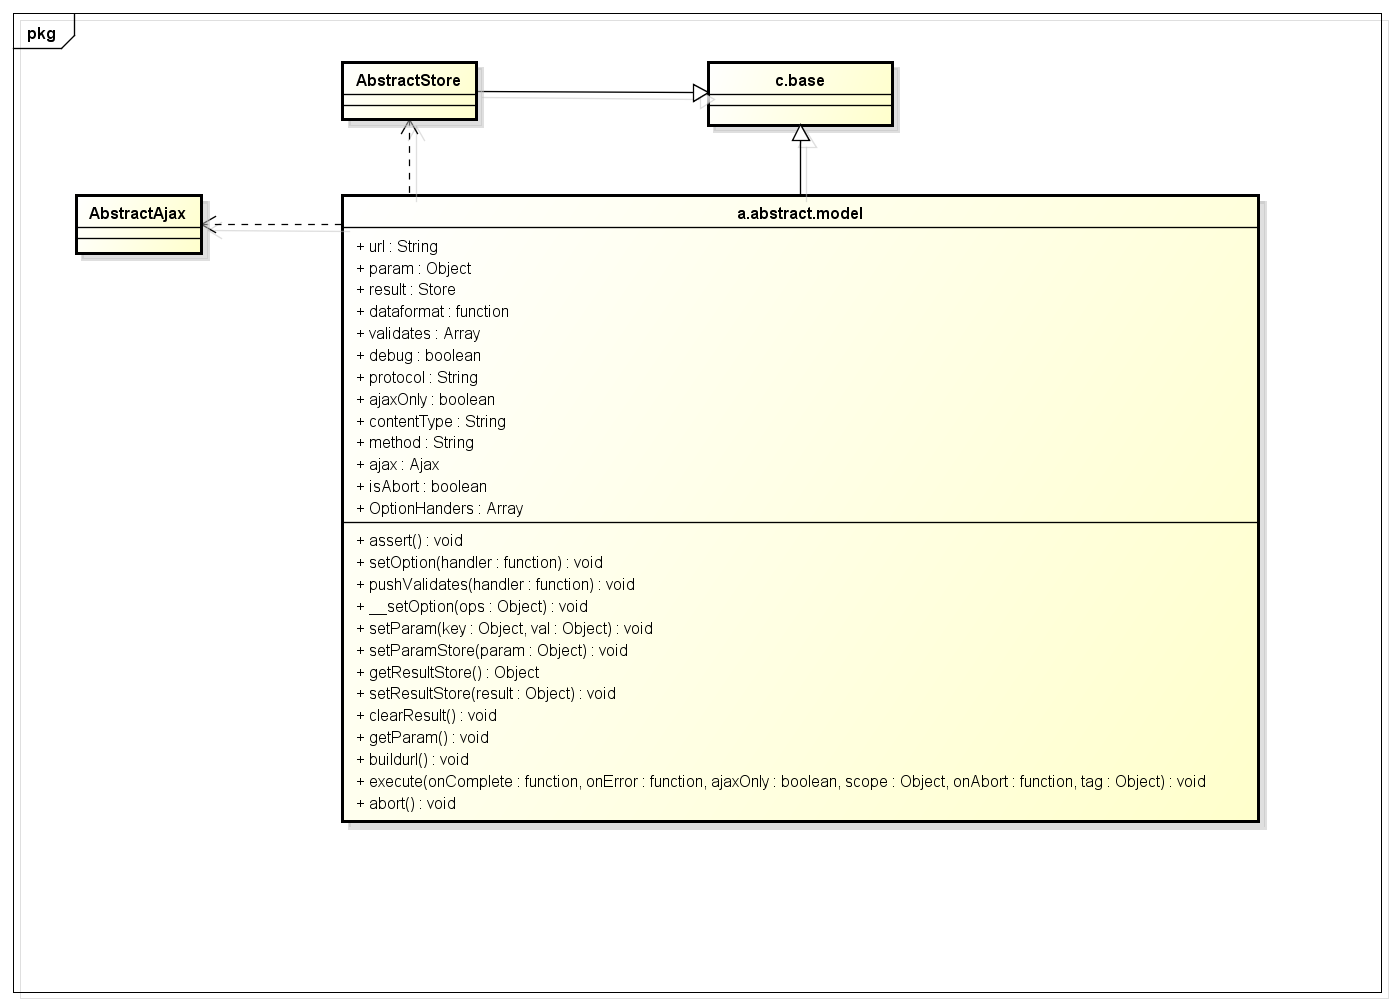 pkg
AbstractStore
c.base
AbstractAjax
a.abstract.model
+ url : String
+ param : Object
+ result : Store
+ dataformat : function
+ validates : Array
+ debug : boolean
+ protocol : String
+ ajaxOnly : boolean
+ contentType : String
+ method : String
+ ajax : Ajax
+ isAbort : boolean
+ OptionHanders : Array
+ assert() : void
+ setOption(handler : function) : void
+ pushValidates(handler : function) : void
+ __setOption(ops : Object) : void
+ setParam(key : Object, val : Object) : void
+ setParamStore(param : Object) : void
+ getResultStore() : Object
+ setResultStore(result : Object) : void
+ clearResult() : void
+ getParam() : void
+ buildurl() : void
+ execute(onComplete : function, onError : function, ajaxOnly : boolean, scope : Object, onAbort : function, tag : Object) : void
+ abort() : void